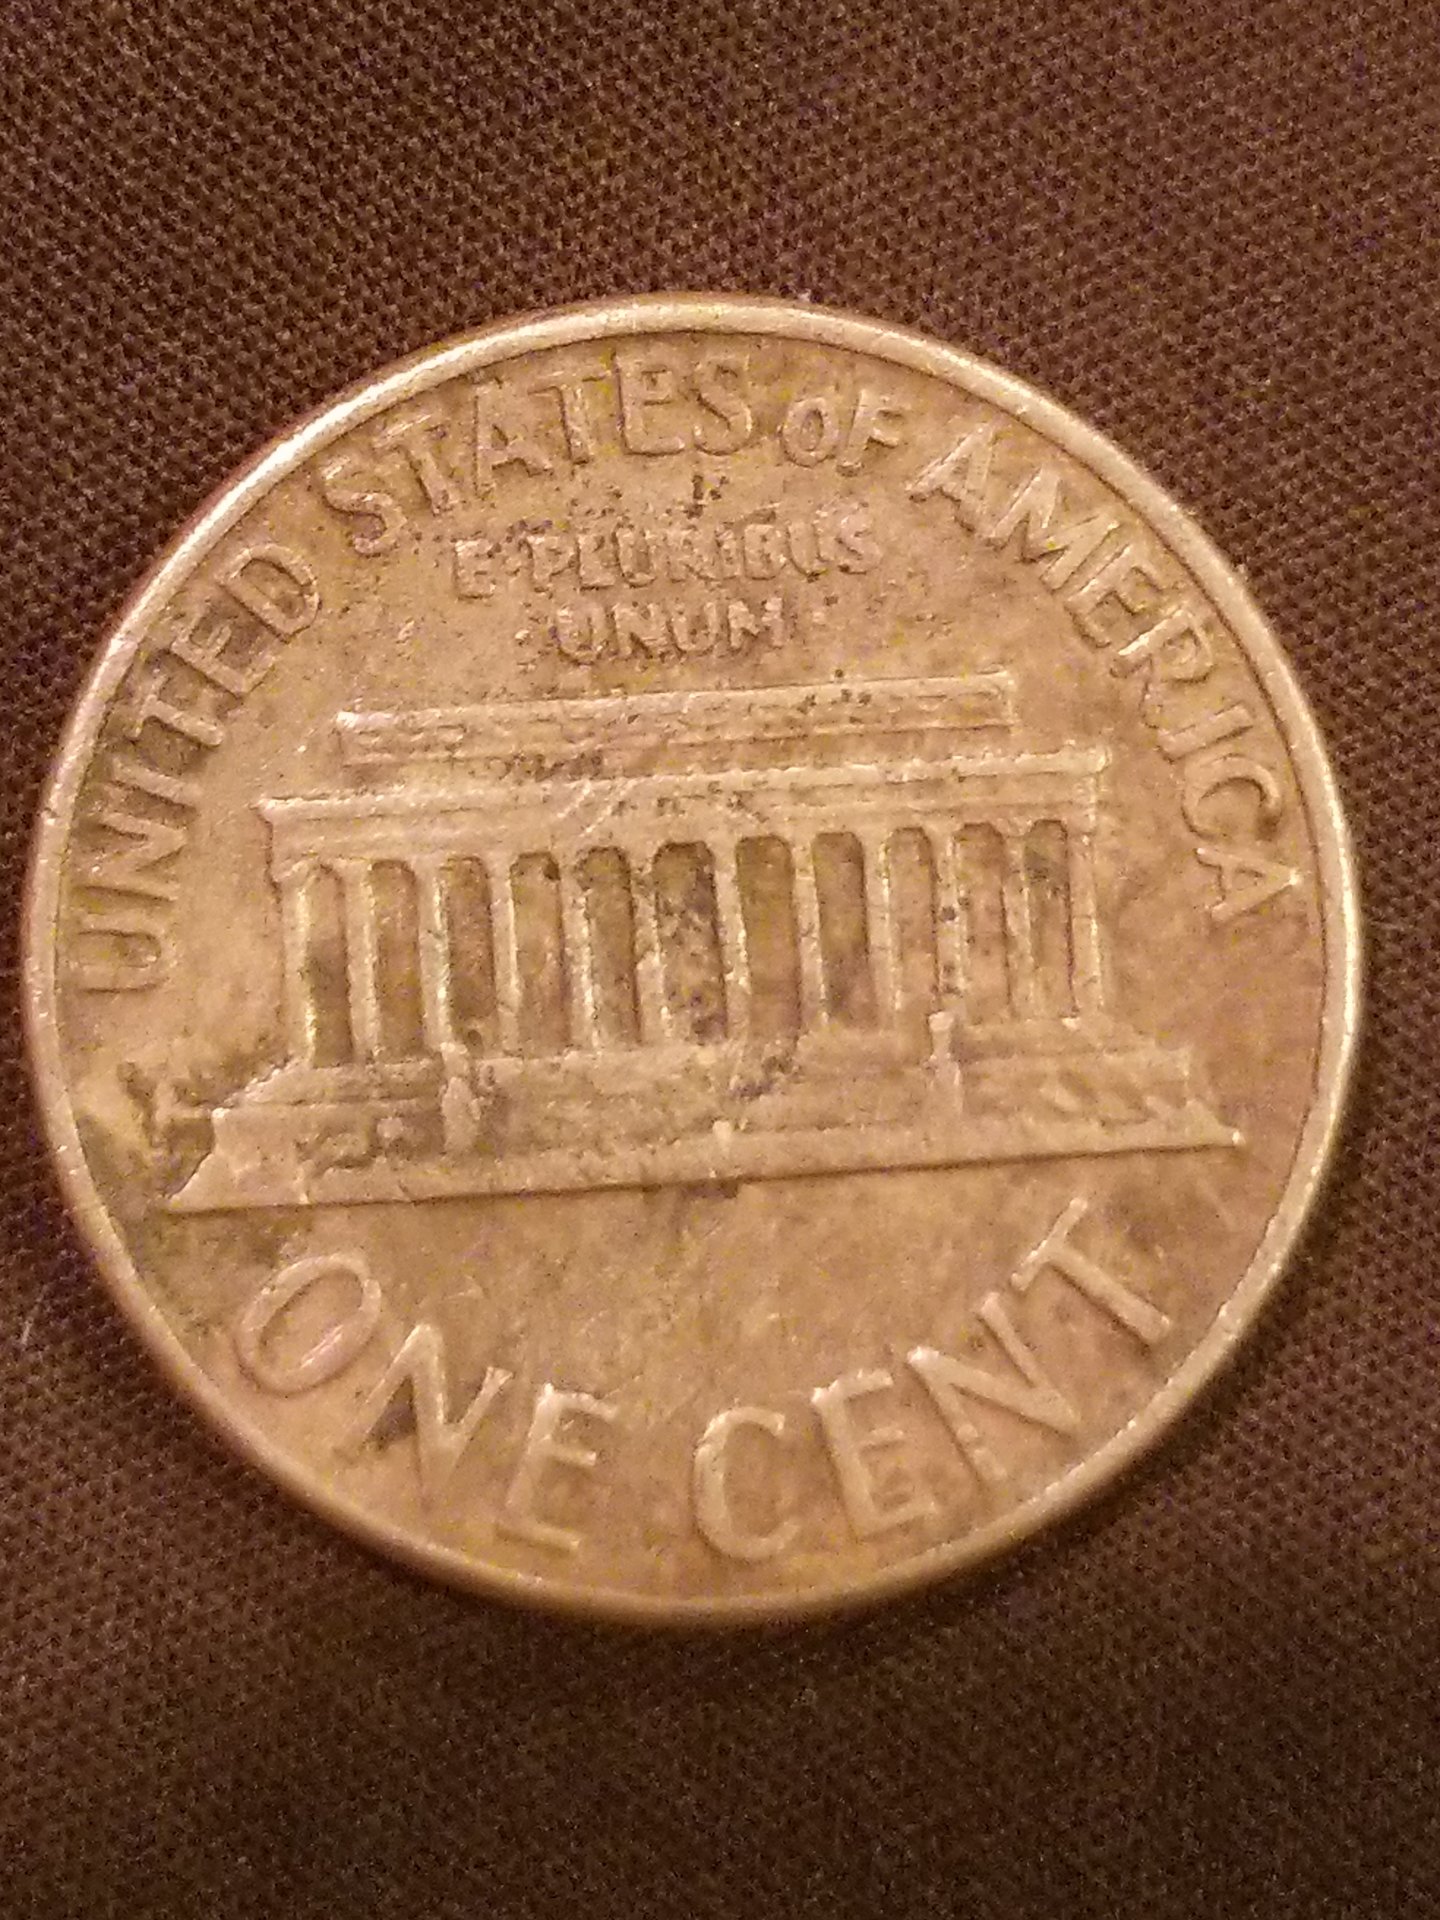 UNITED STATES OF AMERICA
E·PLURIBUS
·UNUM·
ONE CENT